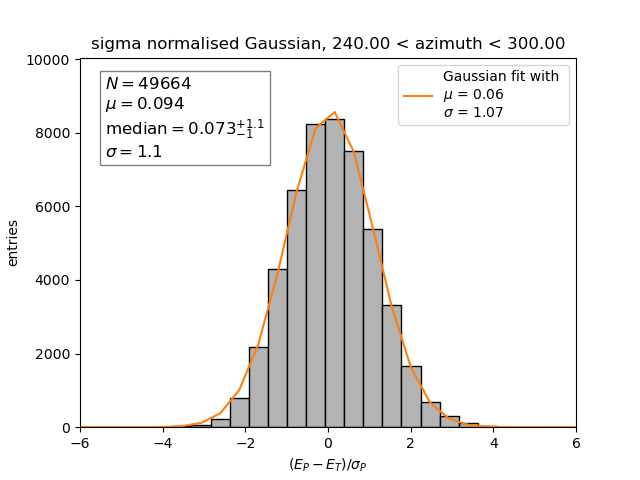 sigma normalised Gaussian, 240.00 < azimuth < 300.00
N = 49664
μ = 0.094
median = 0.073^{+1.1}_{−1}
σ = 1.1
Gaussian fit with
μ = 0.06
σ = 1.07
entries
10000
8000
6000
4000
2000
0
−6 −4 −2 0 2 4 6
(E_P − E_T)/σ_P